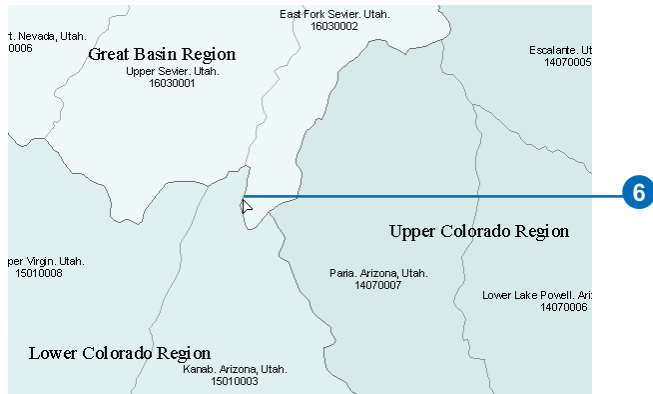 East Fork Sevier. Utah.
16030002
t. Nevada, Utah.
0006
Great Basin Region
Upper Sevier. Utah.
16030001
Escalante. Ut
14070005
6
Upper Colorado Region
per Virgin. Utah.
15010008
Paria. Arizona, Utah.
14070007
Lower Lake Powell. Ari
14070006
Lower Colorado Region
Kanab. Arizona, Utah.
15010003